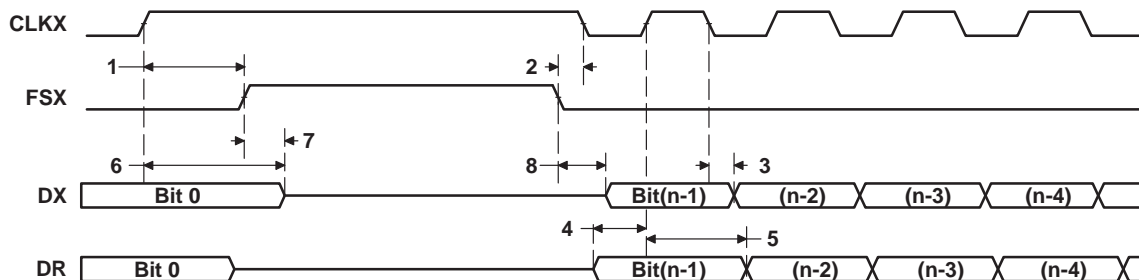 CLKX
1 2
FSX
7
6 8 3
DX Bit 0 Bit(n-1) (n-2) (n-3) (n-4)
4 5
DR Bit 0 Bit(n-1) (n-2) (n-3) (n-4)